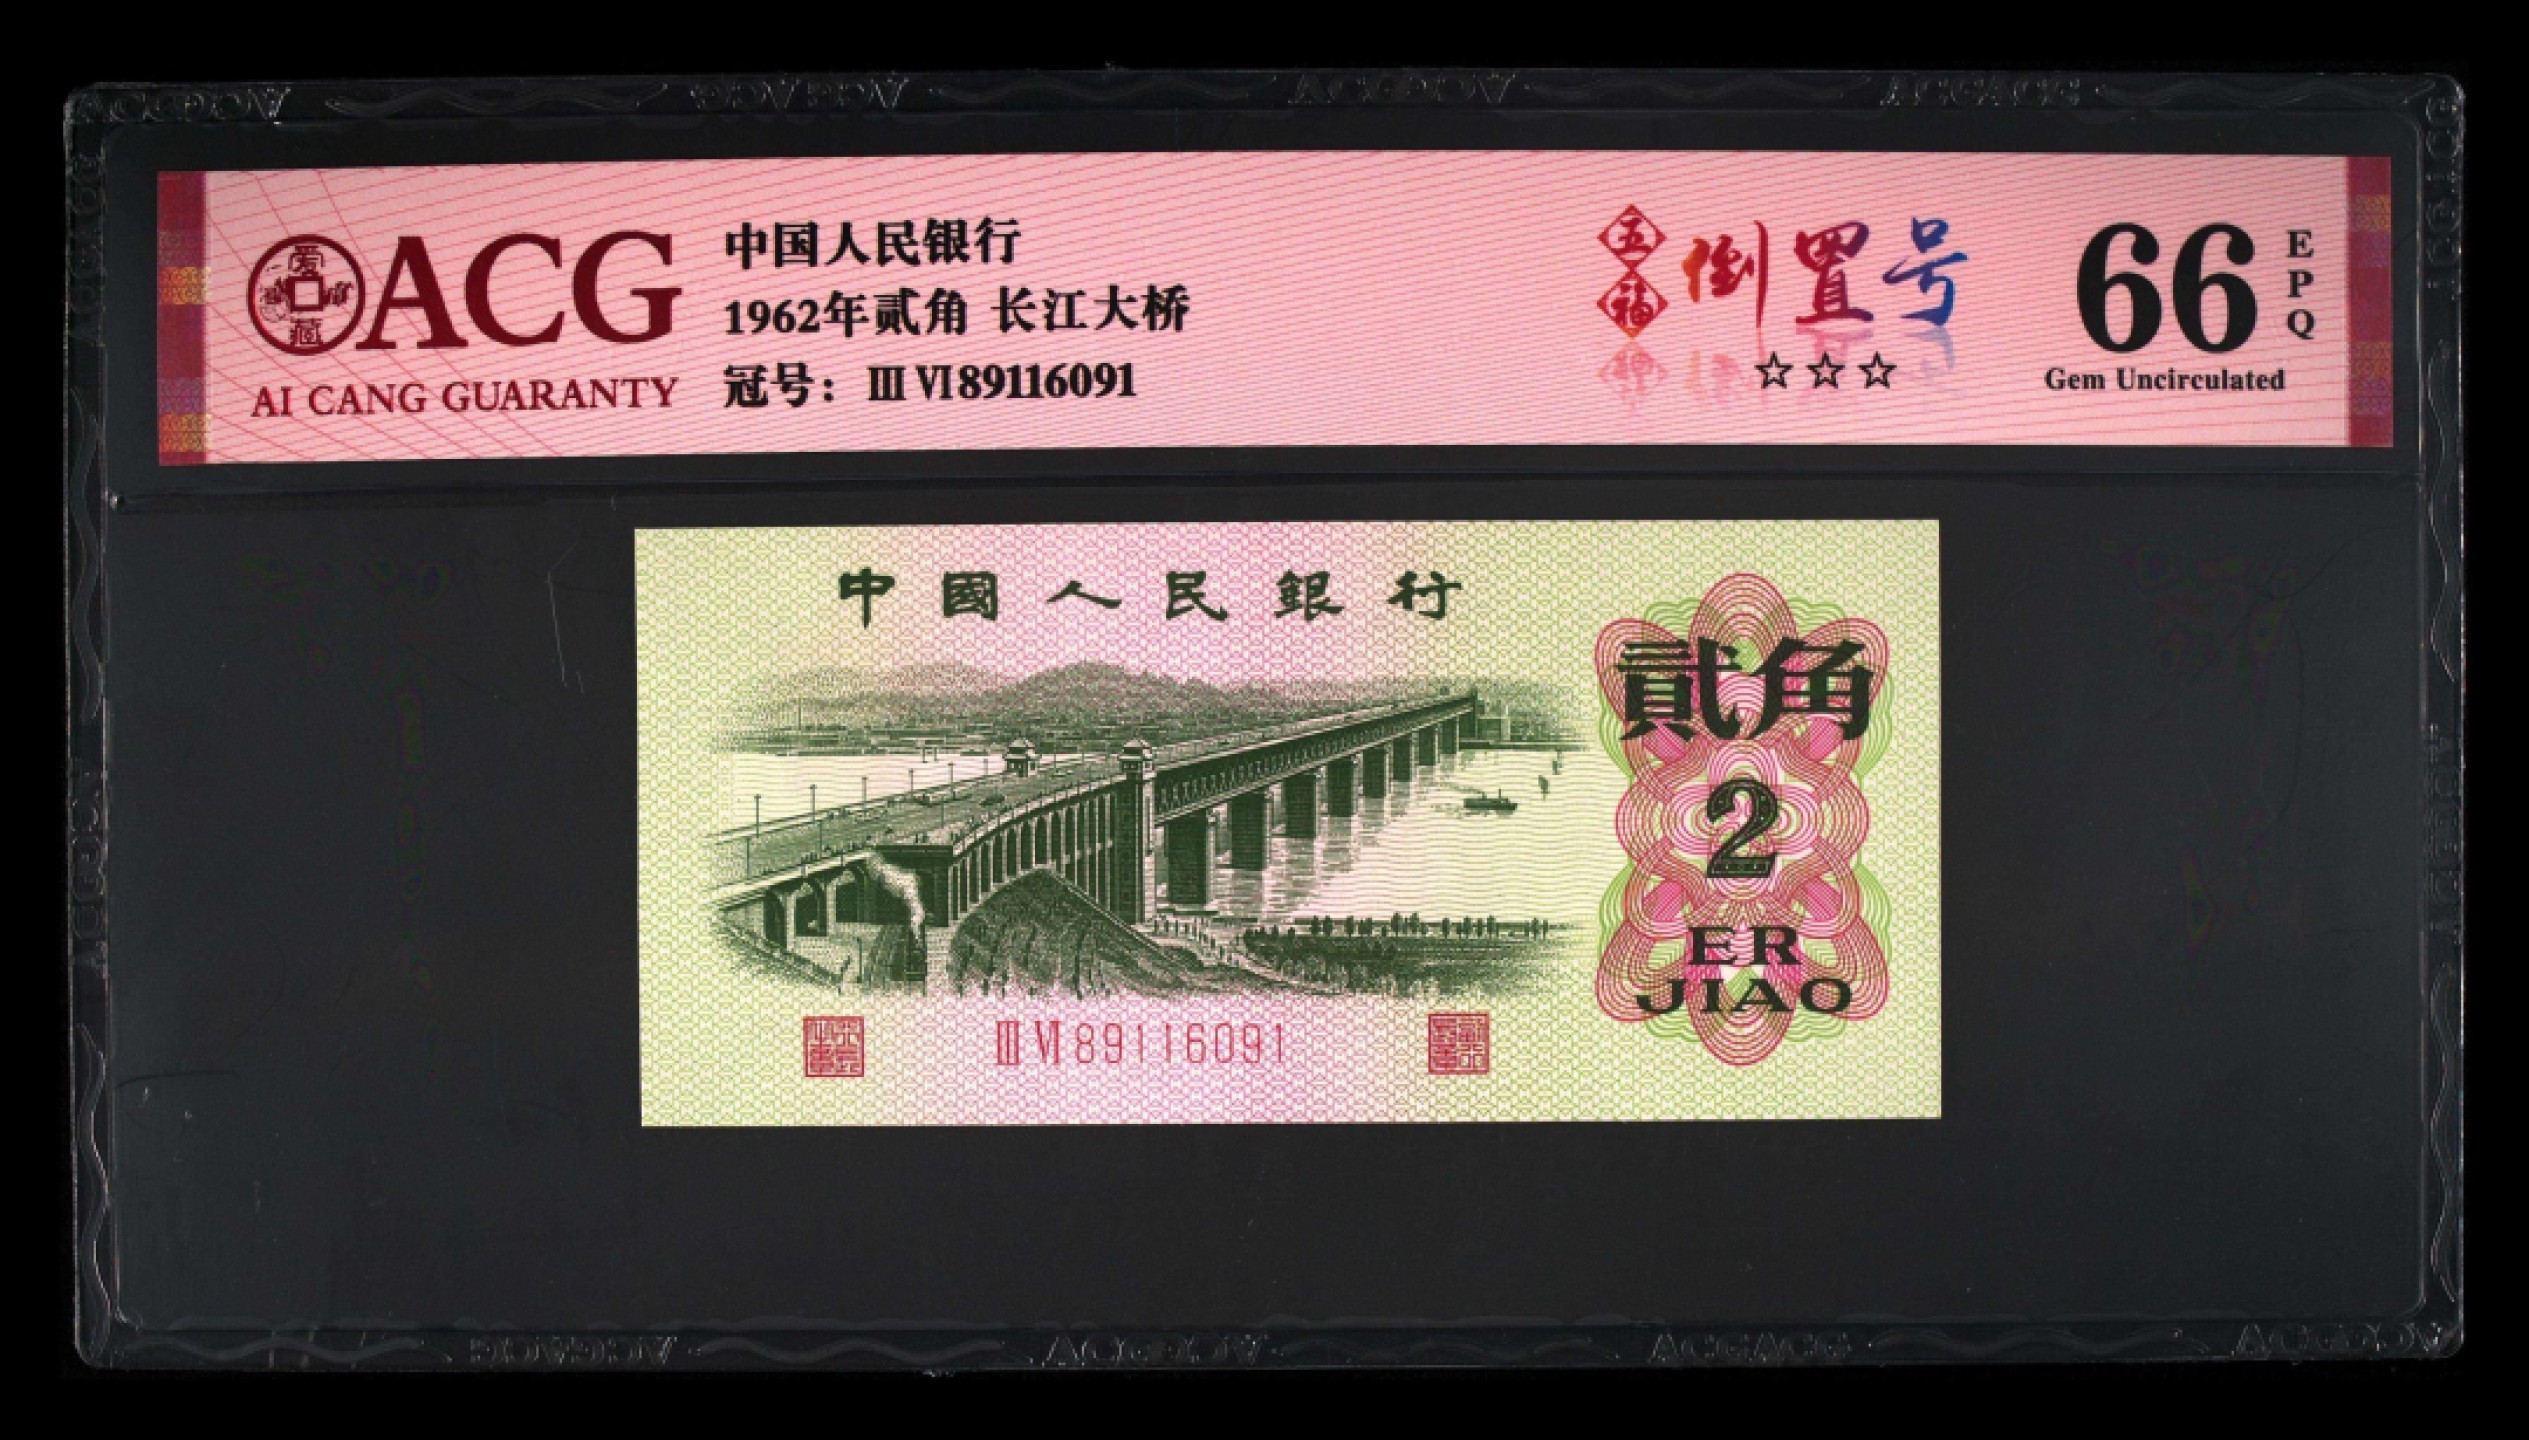 爱藏 ACG
AI CANG GUARANTY
中国人民银行
1962年贰角 长江大桥
冠号：ⅢⅥ89116091
五福 倒置号
☆☆☆
66 EPQ
Gem Uncirculated
中國人民銀行
貳角
2
ER
JIAO
ⅢⅥ89116091